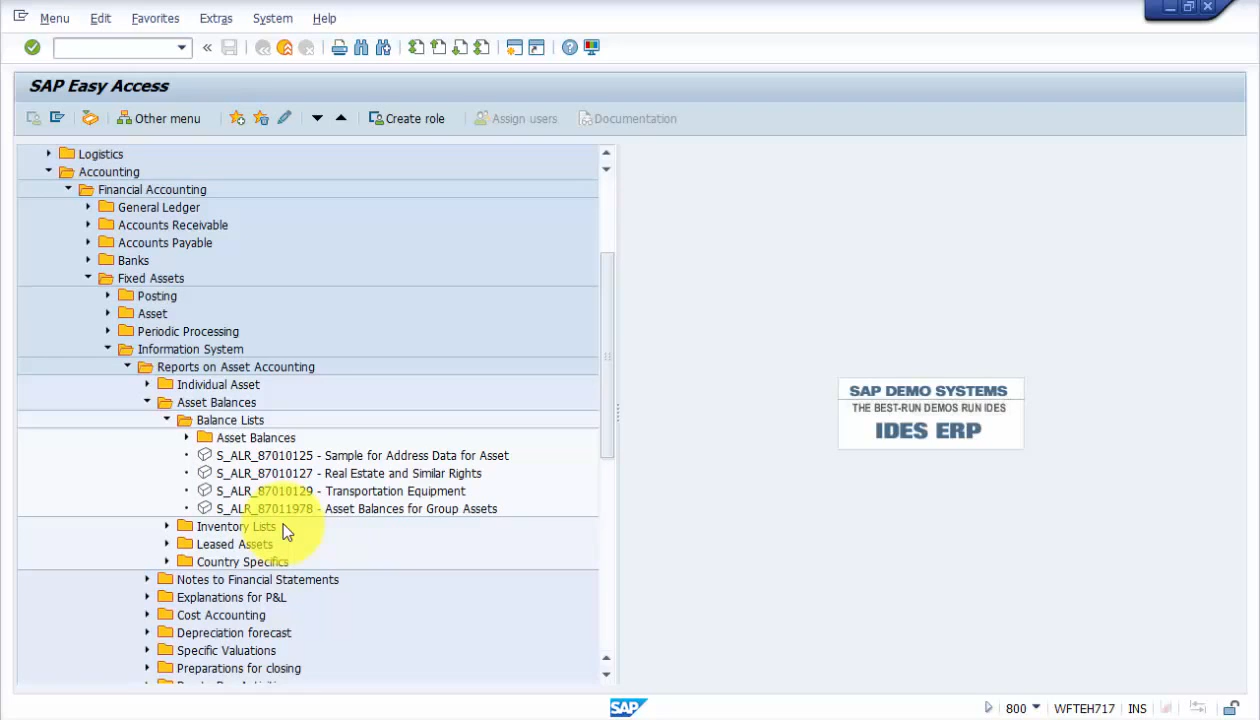 Menu Edit Favorites Extras System Help
SAP Easy Access
Other menu Create role Assign users Documentation
Logistics
Accounting
Financial Accounting
General Ledger
Accounts Receivable
Accounts Payable
Banks
Fixed Assets
Posting
Asset
Periodic Processing
Information System
Reports on Asset Accounting
Individual Asset
Asset Balances
Balance Lists
Asset Balances
S_ALR_87010125 - Sample for Address Data for Asset
S_ALR_87010127 - Real Estate and Similar Rights
S_ALR_87010129 - Transportation Equipment
S_ALR_87011978 - Asset Balances for Group Assets
Inventory Lists
Leased Assets
Country Specifics
Notes to Financial Statements
Explanations for P&L
Cost Accounting
Depreciation forecast
Specific Valuations
Preparations for closing
SAP DEMO SYSTEMS
THE BEST-RUN DEMOS RUN IDES
IDES ERP
SAP
800 WFTEH717 INS